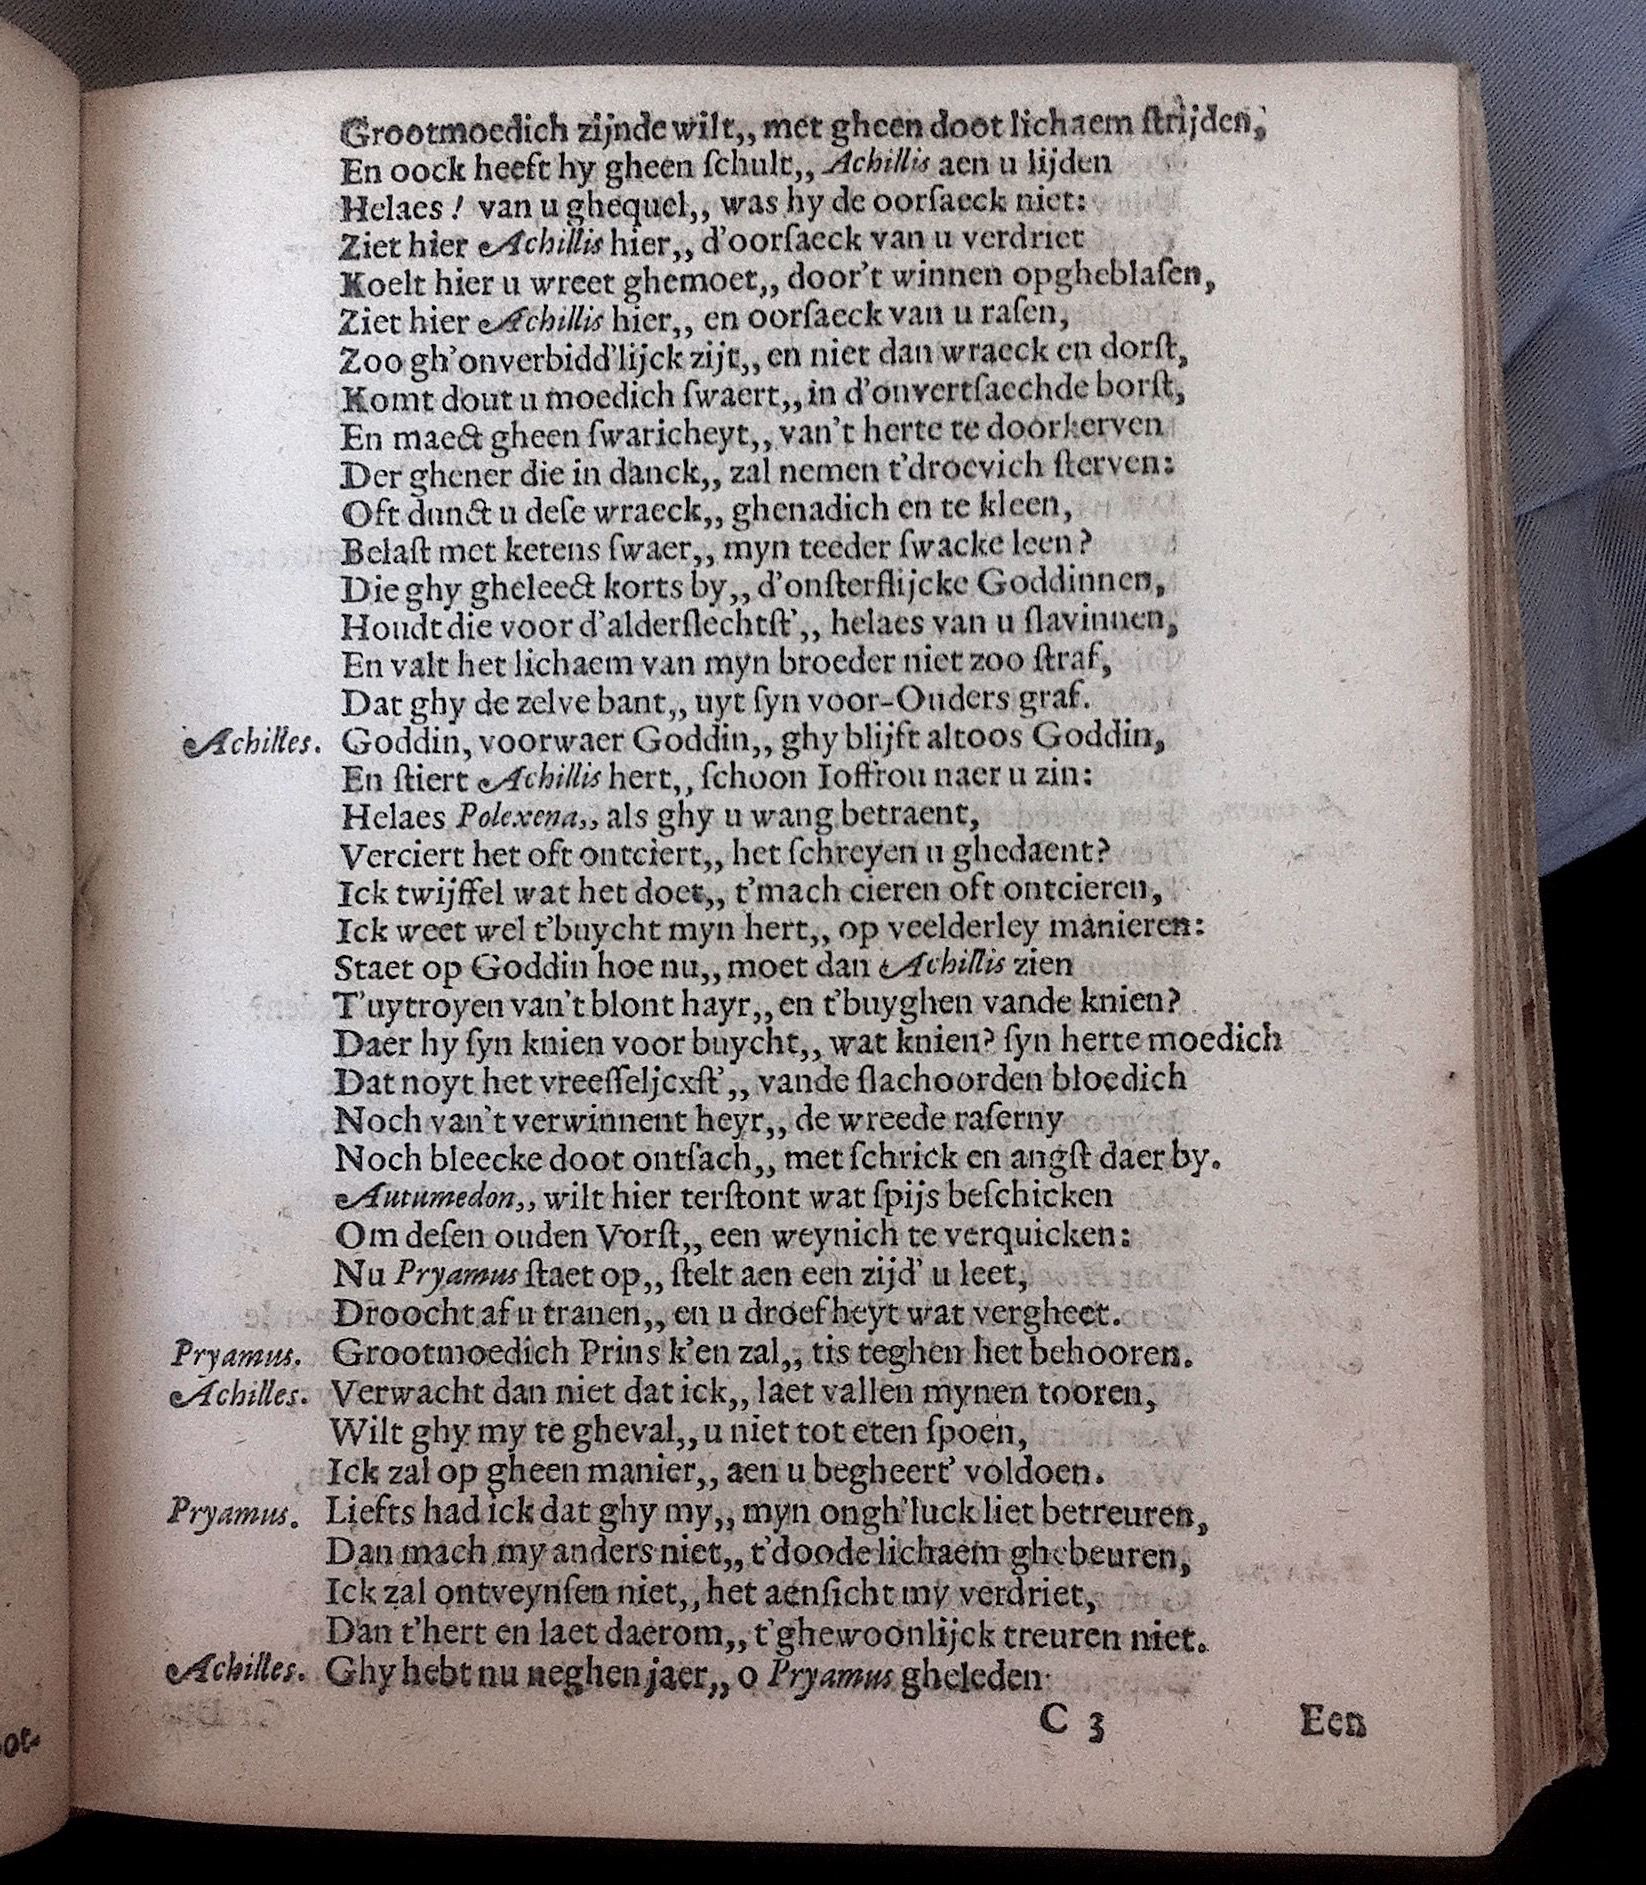 Grootmoedich zijnde wilt,, met gheen doot lichaem ſtrijden,
En oock heeft hy gheen ſchult,, Achillis aen u lijden
Helaes! van u ghequel,, was hy de oorſaeck niet:
Ziet hier Achillis hier,, d'oorſaeck van u verdriet
Koelt hier u wreet ghemoet,, door't winnen opgheblaſen,
Ziet hier Achillis hier,, en oorſaeck van u raſen,
Zoo gh'onverbidd'lijck zijt,, en niet dan wraeck en dorſt,
Komt dout u moedich ſwaert,, in d'onvertſaechde borſt,
En maect gheen ſwaricheyt,, van't herte te doorkerven
Der ghener die in danck,, zal nemen t'droevich ſterven:
Oft dunct u deſe wraeck,, ghenadich en te kleen,
Belaſt met ketens ſwaer,, myn teeder ſwacke leen?
Die ghy gheleect korts by,, d'onſterflijcke Goddinnen,
Houdt die voor d'alderſlechtſt',, helaes van u ſlavinnen,
En valt het lichaem van myn broeder niet zoo ſtraf,
Dat ghy de zelve bant,, uyt ſyn voor-Ouders graf.
Achilles. Goddin, voorwaer Goddin,, ghy blijft altoos Goddin,
En ſtiert Achillis hert,, ſchoon Ioffrou naer u zin:
Helaes Polexena,, als ghy u wang betraent,
Verciert het oft ontciert,, het ſchreyen u ghedaent?
Ick twijffel wat het doet,, t'mach cieren oft ontcieren,
Ick weet wel t'buycht myn hert,, op veelderley manieren:
Staet op Goddin hoe nu,, moet dan Achillis zien
T'uytroyen van't blont hayr,, en t'buyghen vande knien?
Daer hy ſyn knien voor buycht,, wat knien? ſyn herte moedich
Dat noyt het vreeſſeljcxſt',, vande ſlachoorden bloedich
Noch van't verwinnent heyr,, de wreede raſerny
Noch bleecke doot ontſach,, met ſchrick en angſt daer by.
Autumedon,, wilt hier terſtont wat ſpijs beſchicken
Om deſen ouden Vorſt,, een weynich te verquicken:
Nu Pryamus ſtaet op,, ſtelt aen een zijd' u leet,
Droocht af u tranen,, en u droefheyt wat vergheet.
Pryamus. Grootmoedich Prins k'en zal,, tis teghen het behooren.
Achilles. Verwacht dan niet dat ick,, laet vallen mynen tooren,
Wilt ghy my te gheval,, u niet tot eten ſpoen,
Ick zal op gheen manier,, aen u begheert' voldoen.
Pryamus. Liefts had ick dat ghy my,, myn ongh'luck liet betreuren,
Dan mach my anders niet,, t'doode lichaem ghebeuren,
Ick zal ontveynſen niet,, het aenſicht my verdriet,
Dan t'hert en laet daerom,, t'ghewoonlijck treuren niet.
Achilles. Ghy hebt nu neghen jaer,, o Pryamus gheleden
C 3 Een